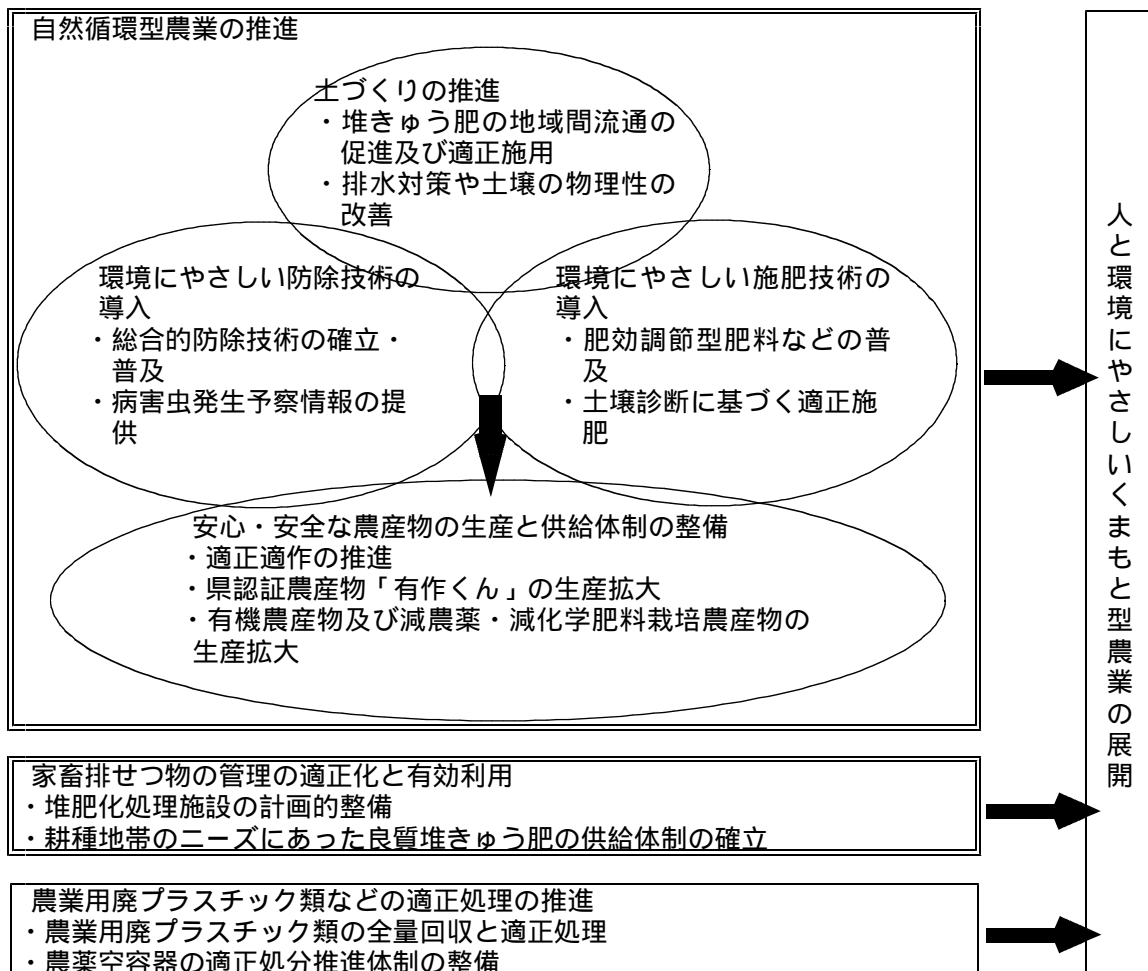 自然循環型農業の推進
土づくりの推進
・堆きゅう肥の地域間流通の
促進及び適正施用
・排水対策や土壌の物理性の
改善
環境にやさしい防除技術の
導入
・総合的防除技術の確立・
普及
・病害虫発生予察情報の提
供
環境にやさしい施肥技術の
導入
・肥効調節型肥料などの普
及
・土壌診断に基づく適正施
肥
安心・安全な農産物の生産と供給体制の整備
・適正適作の推進
・県認証農産物「有作くん」の生産拡大
・有機農産物及び減農薬・減化学肥料栽培農産物の
生産拡大
家畜排せつ物の管理の適正化と有効利用
・堆肥化処理施設の計画的整備
・耕種地帯のニーズにあった良質堆きゅう肥の供給体制の確立
農業用廃プラスチック類などの適正処理の推進
・農業用廃プラスチック類の全量回収と適正処理
・農薬空容器の適正処分推進体制の整備
人と環境にやさしいくまもと型農業の展開